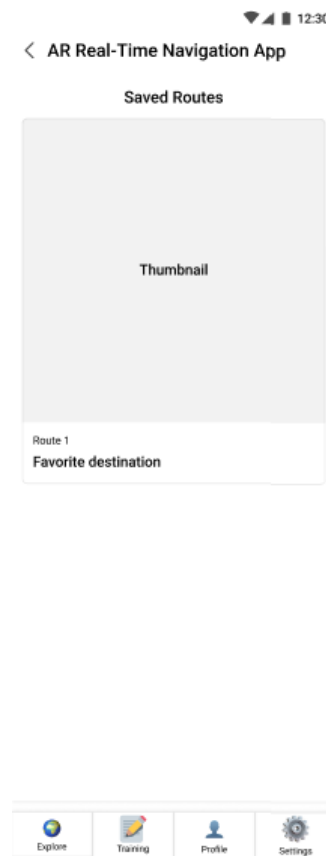 12:30
AR Real-Time Navigation App
Saved Routes
Thumbnail
Route 1
Favorite destination
Explore
Training
Profile
Settings